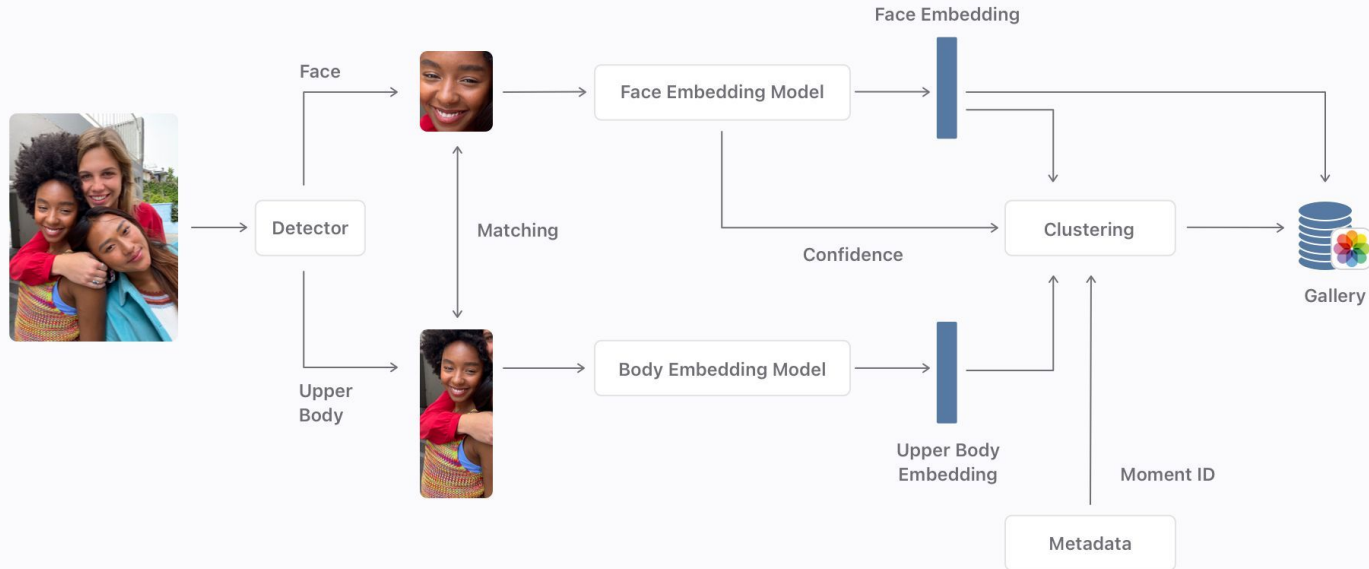 Face Embedding
Face
Face Embedding Model
Detector
Matching
Clustering
Confidence
Gallery
Body Embedding Model
Upper
Body
Upper Body
Embedding
Moment ID
Metadata